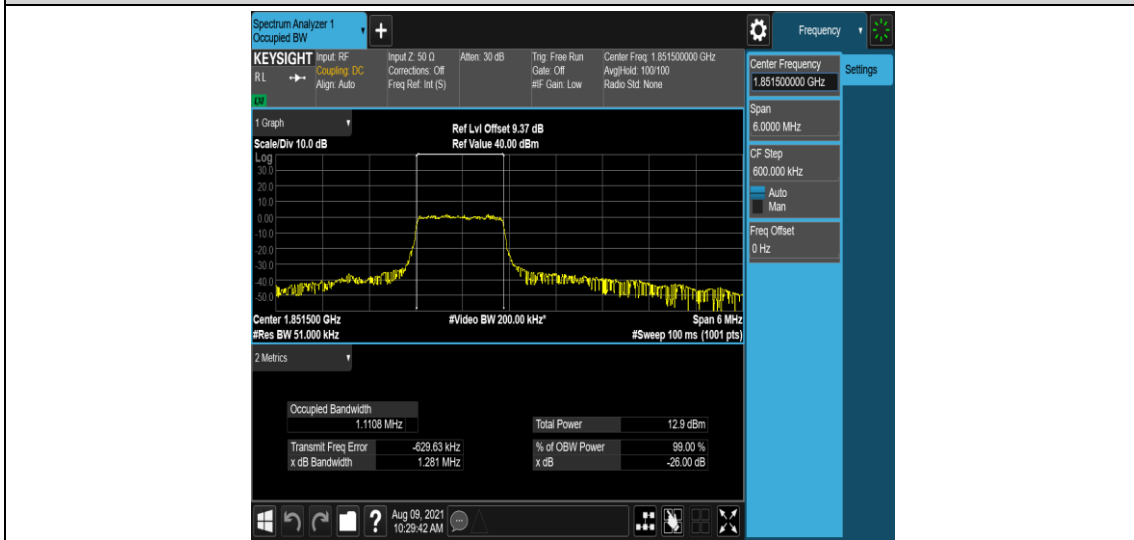 Spectrum Analyzer 1
Occupied BW
Frequency
KEYSIGHT
RL
Input: RF
Coupling: DC
Align: Auto
Input Z: 50 Ω
Corrections: Off
Freq Ref: Int (S)
Atten: 30 dB
Trig: Free Run
Gate: Off
#IF Gain: Low
Center Freq: 1.851500000 GHz
Avg|Hold: 100/100
Radio Std: None
Center Frequency
1.851500000 GHz
Settings
Span
6.0000 MHz
CF Step
600.000 kHz
Auto
Man
Freq Offset
0 Hz
1 Graph
Ref Lvl Offset 9.37 dB
Scale/Div 10.0 dB
Ref Value 40.00 dBm
Log
30.0
20.0
10.0
0.00
-10.0
-20.0
-30.0
-40.0
-50.0
Center 1.851500 GHz
#Video BW 200.00 kHz*
Span 6 MHz
#Res BW 51.000 kHz
#Sweep 100 ms (1001 pts)
2 Metrics
Occupied Bandwidth
1.1108 MHz
Total Power 12.9 dBm
Transmit Freq Error -629.63 kHz
% of OBW Power 99.00 %
x dB Bandwidth 1.281 MHz
x dB -26.00 dB
?
Aug 09, 2021
10:29:42 AM